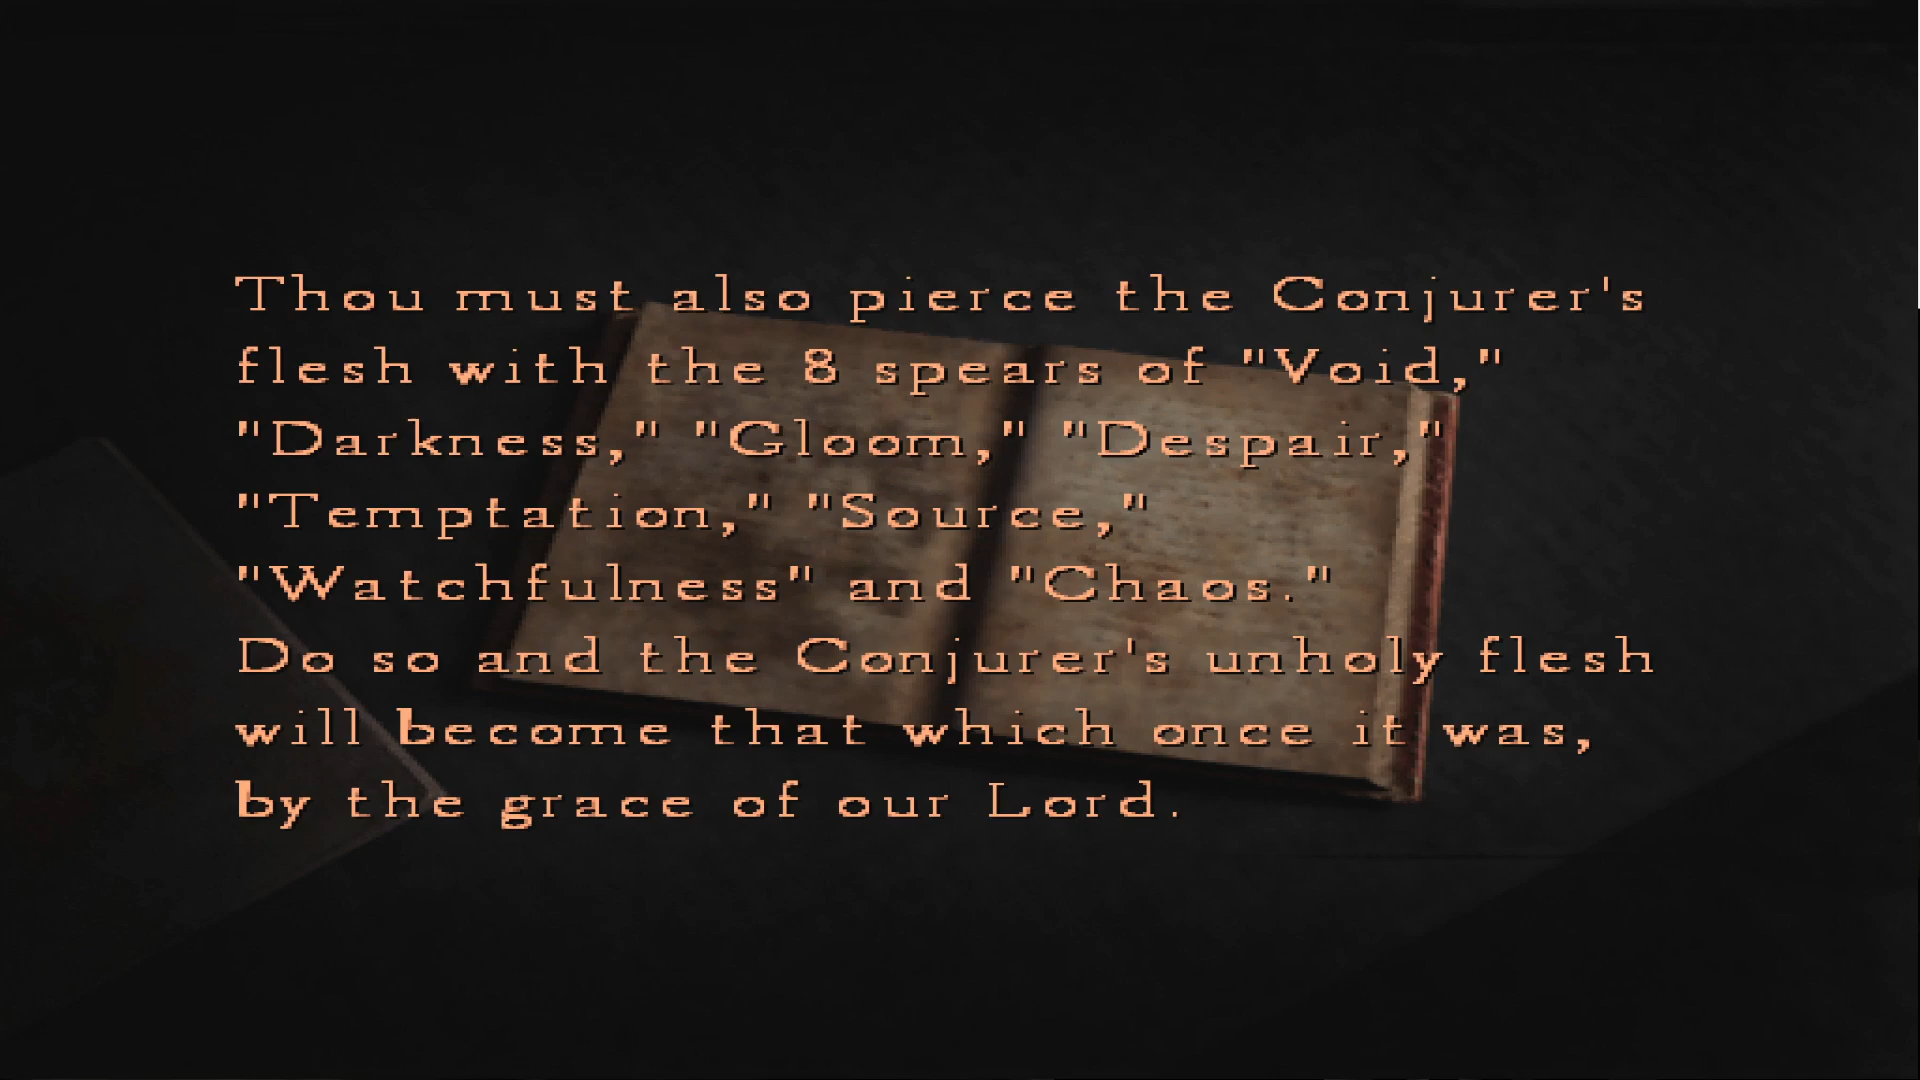 Thou must also pierce the Conjurer's
flesh with the 8 spears of "Void,"
"Darkness," "Gloom," "Despair,"
"Temptation," "Source,"
"Watchfulness" and "Chaos."
Do so and the Conjurer's unholy flesh
will become that which once it was,
by the grace of our Lord.